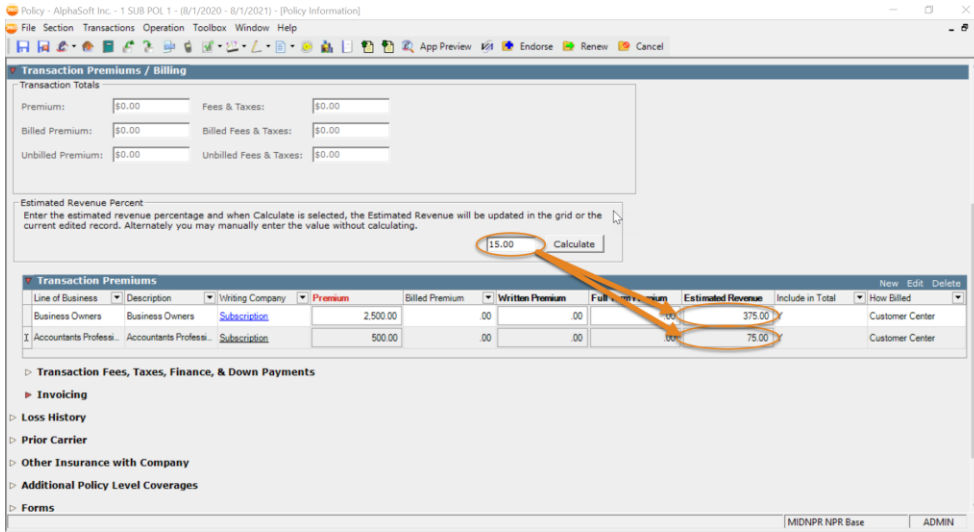 Policy - AlphaSoft Inc. - 1 SUB POL 1 - (8/1/2020 - 8/1/2021) - [Policy Information]
File Section Transactions Operation Toolbox Window Help
App Preview Endorse Renew Cancel
Transaction Premiums / Billing
Transaction Totals
Premium: $0.00 Fees & Taxes: $0.00
Billed Premium: $0.00 Billed Fees & Taxes: $0.00
Unbilled Premium: $0.00 Unbilled Fees & Taxes: $0.00
Estimated Revenue Percent
Enter the estimated revenue percentage and when Calculate is selected, the Estimated Revenue will be updated in the grid or the
current edited record. Alternately you may manually enter the value without calculating.
15.00 Calculate
Transaction Premiums New Edit Delete
Line of Business Description Writing Company Premium Billed Premium Written Premium Full Term Premium Estimated Revenue Include in Total How Billed
Business Owners Business Owners Subscription 2,500.00 .00 .00 .00 375.00 Y Customer Center
Accountants Professi... Accountants Professi... Subscription 500.00 .00 .00 .00 75.00 Y Customer Center
Transaction Fees, Taxes, Finance, & Down Payments
Invoicing
Loss History
Prior Carrier
Other Insurance with Company
Additional Policy Level Coverages
Forms
MIDNPR NPR Base ADMIN